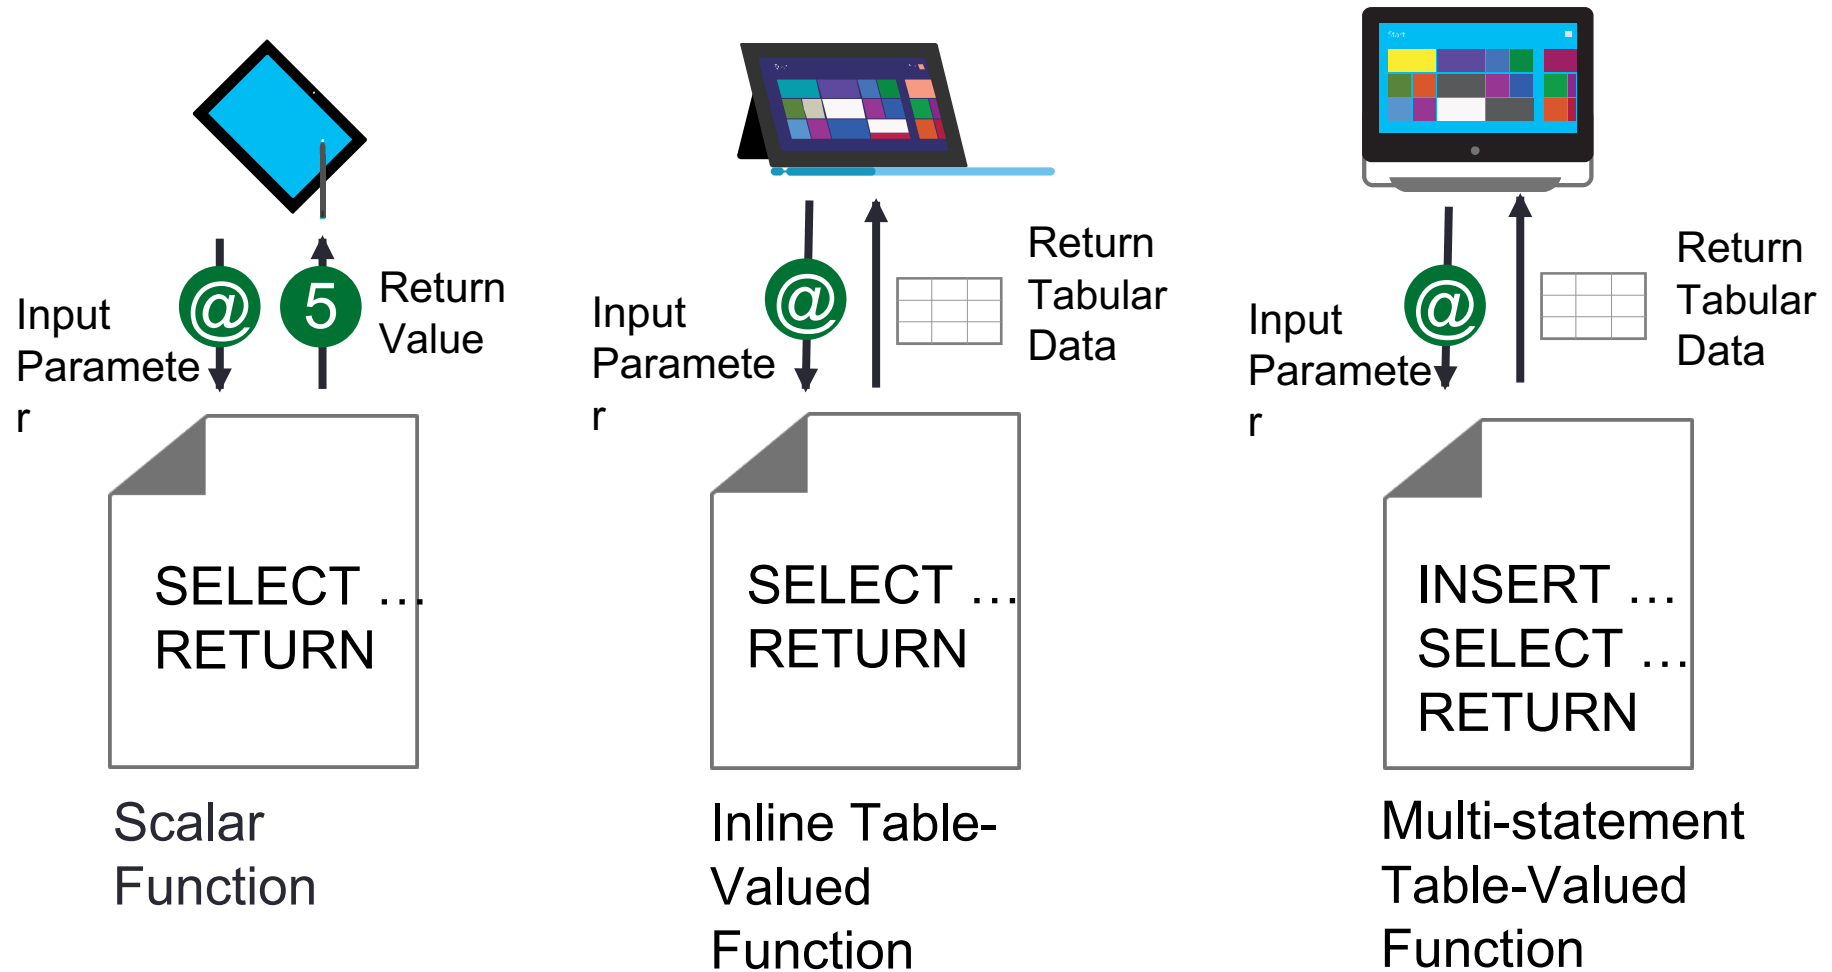 Start
@
5
Return
Value
Input
Paramete
r
SELECT …
RETURN
Scalar
Function
@
Return
Tabular
Data
Input
Paramete
r
SELECT …
RETURN
Inline Table-
Valued
Function
@
Return
Tabular
Data
Input
Paramete
r
INSERT …
SELECT …
RETURN
Multi-statement
Table-Valued
Function